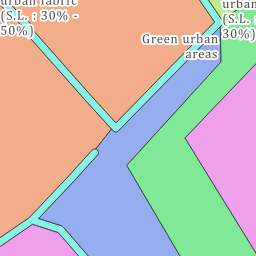 urban fabric
(S.L. : 30% -
50%)
urban
(S.L. :
30%)
Green urban
areas